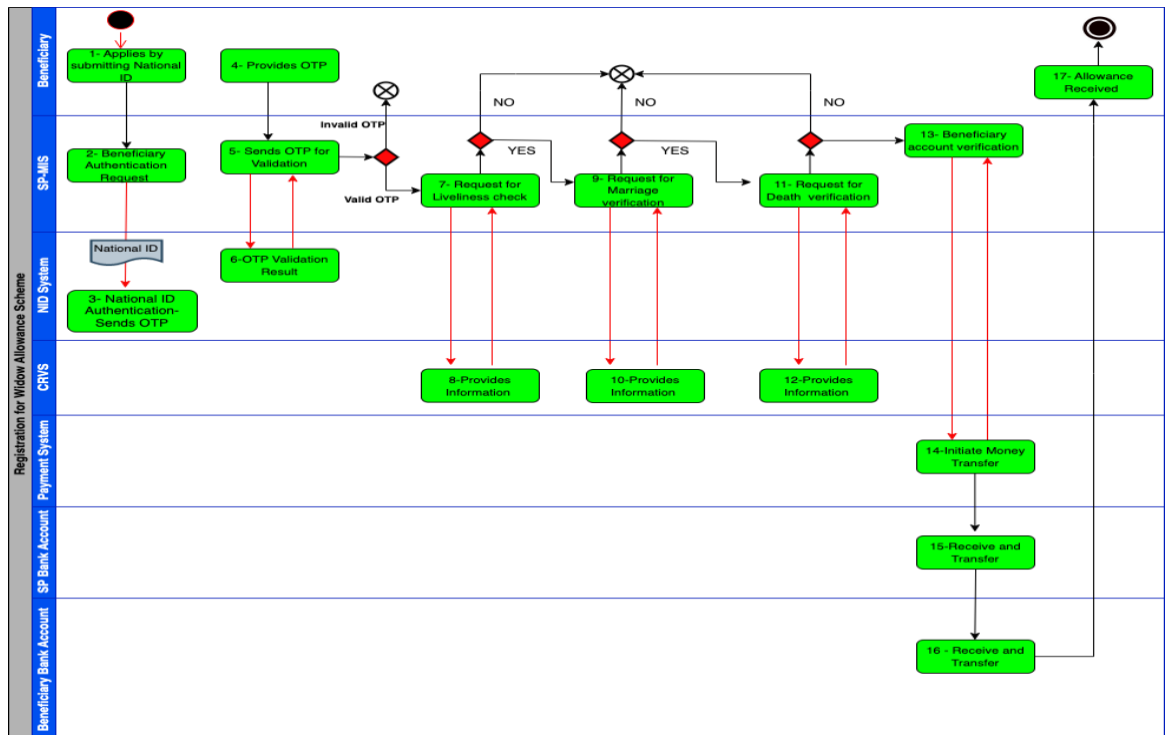 Registration for Widow Allowance Scheme
Beneficiary
1- Applies by
submitting National
ID
4- Provides OTP
17- Allowance
Received
NO
NO
NO
Invalid OTP
SP-MIS
2- Beneficiary
Authentication
Request
5- Sends OTP for
Validation
Valid OTP
7- Request for
Liveliness check
YES
9- Request for
Marriage
verification
YES
11- Request for
Death verification
13- Beneficiary
account verification
NID System
National ID
3- National ID
Authentication-
Sends OTP
6-OTP Validation
Result
CRVS
8-Provides
Information
10-Provides
Information
12-Provides
Information
Payment System
14-Initiate Money
Transfer
SP Bank Account
15-Receive and
Transfer
Beneficiary Bank Account
16 - Receive and
Transfer